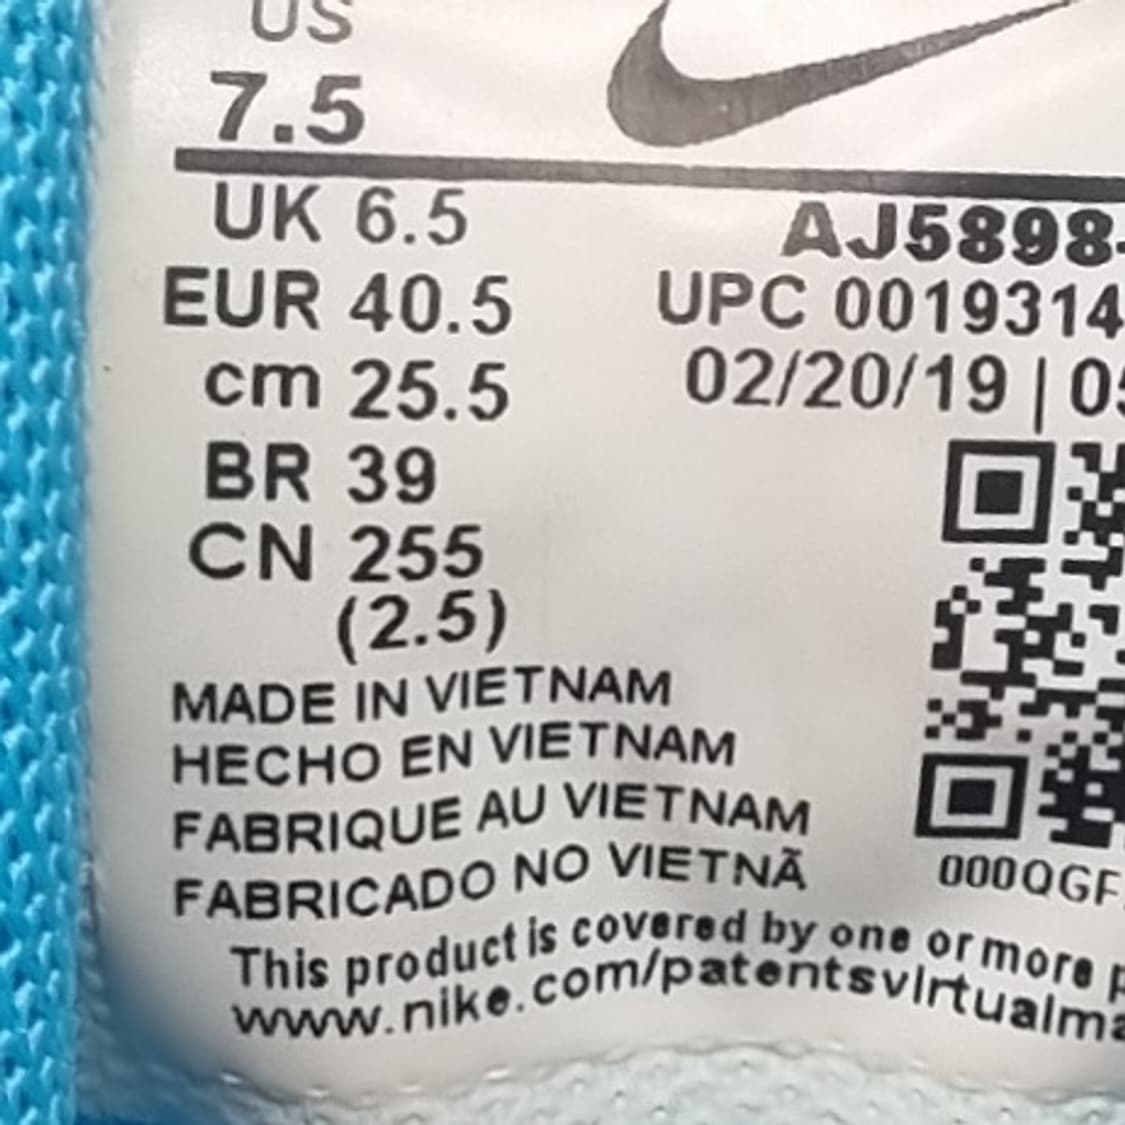 US
7.5
UK 6.5
EUR 40.5
cm 25.5
BR 39
CN 255
(2.5)
AJ5898-
UPC 0019314
02/20/19 | 05
MADE IN VIETNAM
HECHO EN VIETNAM
FABRIQUE AU VIETNAM
FABRICADO NO VIETNÃ
000QGF
This product is covered by one or more p
www.nike.com/patentsvirtualma